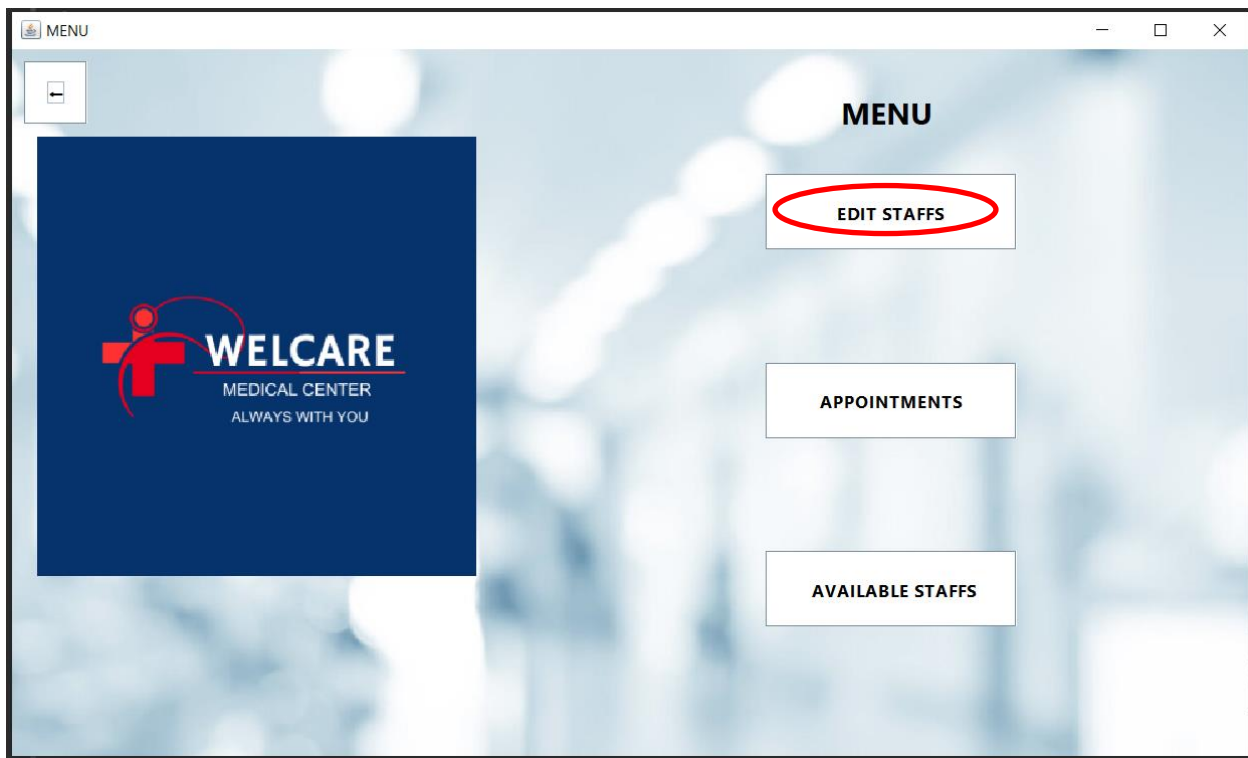 MENU
MENU
EDIT STAFFS
WELCARE
MEDICAL CENTER
ALWAYS WITH YOU
APPOINTMENTS
AVAILABLE STAFFS